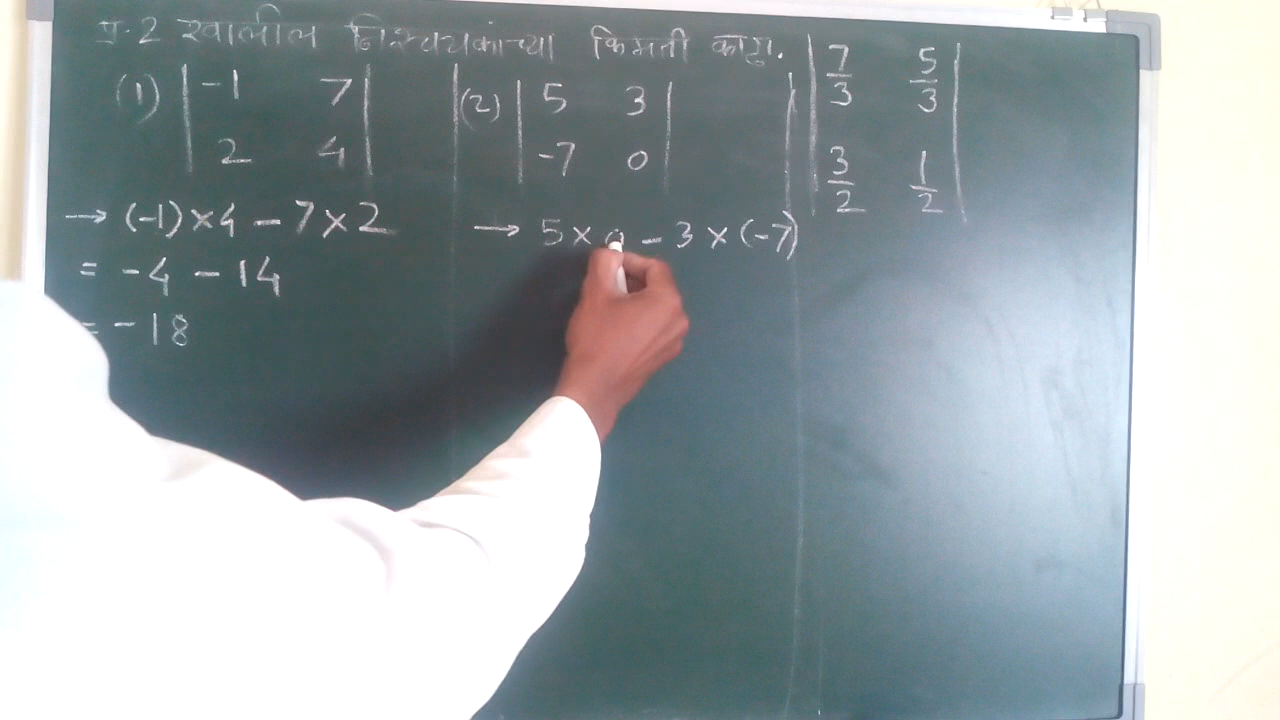 प्र.2 खालील निश्चयकांच्या किंमती काढा.
(1) | -1 7 |
| 2 4 |
→ (-1)×4 - 7×2
= -4 - 14
= -18
(2) | 5 3 |
| -7 0 |
→ 5×0 - 3×(-7)
| 7/3 5/3 |
| 3/2 1/2 |